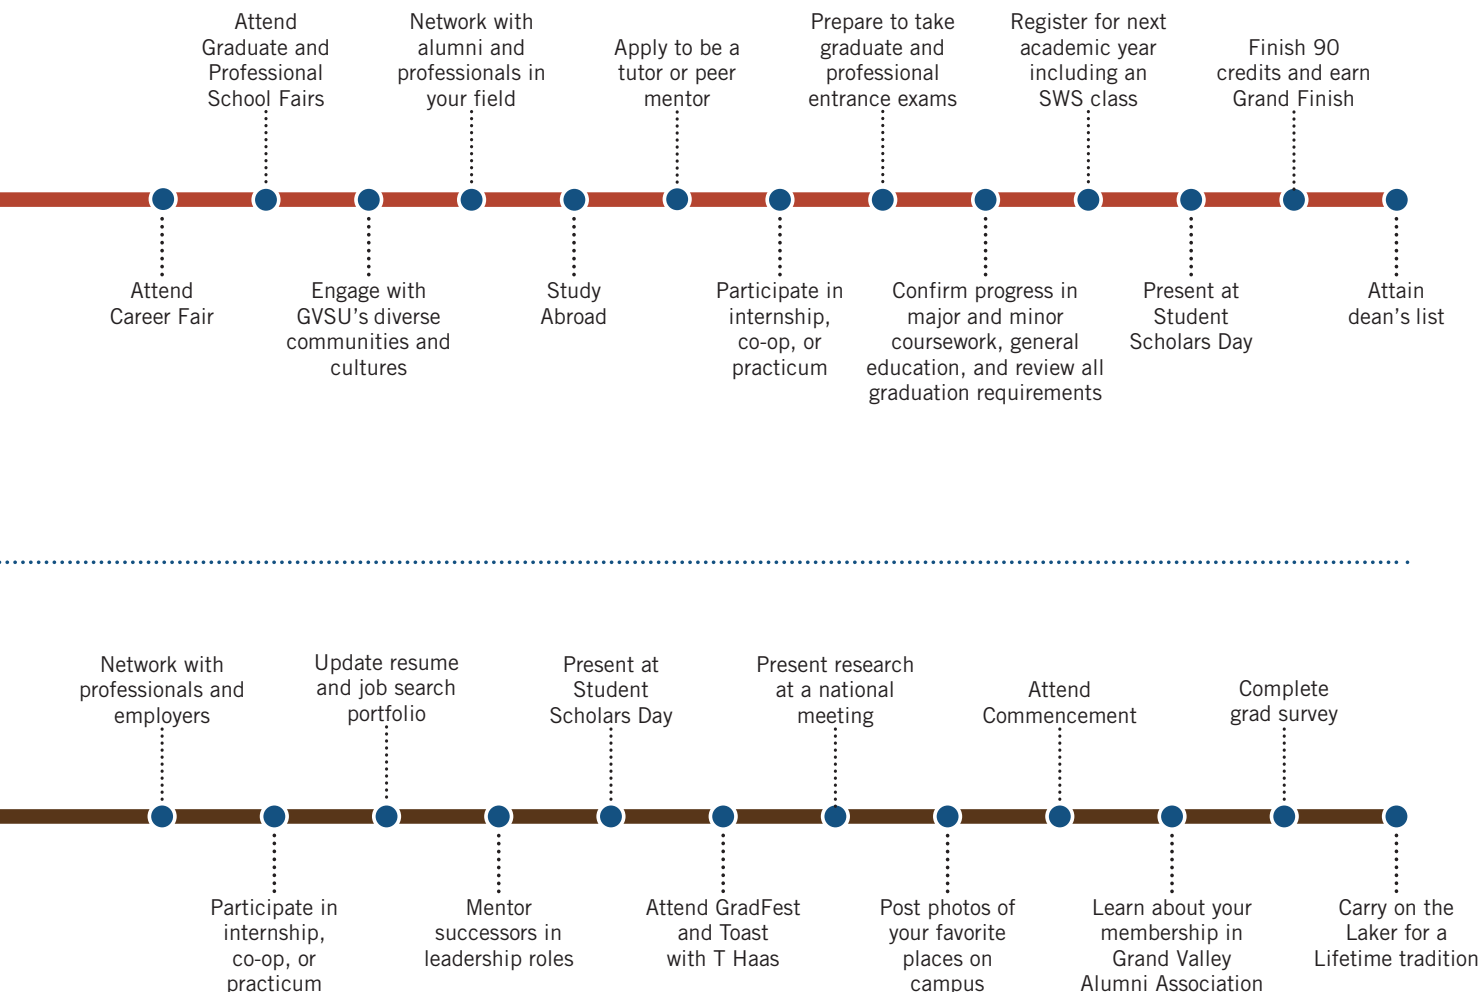 Attend
Graduate and
Professional
School Fairs
Network with
alumni and
professionals in
your field
Apply to be a
tutor or peer
mentor
Prepare to take
graduate and
professional
entrance exams
Register for next
academic year
including an
SWS class
Finish 90
credits and earn
Grand Finish
Attend
Career Fair
Engage with
GVSU’s diverse
communities and
cultures
Study
Abroad
Participate in
internship,
co-op, or
practicum
Confirm progress in
major and minor
coursework, general
education, and review all
graduation requirements
Present at
Student
Scholars Day
Attain
dean’s list
Network with
professionals and
employers
Update resume
and job search
portfolio
Present at
Student
Scholars Day
Present research
at a national
meeting
Attend
Commencement
Complete
grad survey
Participate in
internship,
co-op, or
practicum
Mentor
successors in
leadership roles
Attend GradFest
and Toast
with T Haas
Post photos of
your favorite
places on
campus
Learn about your
membership in
Grand Valley
Alumni Association
Carry on the
Laker for a
Lifetime tradition